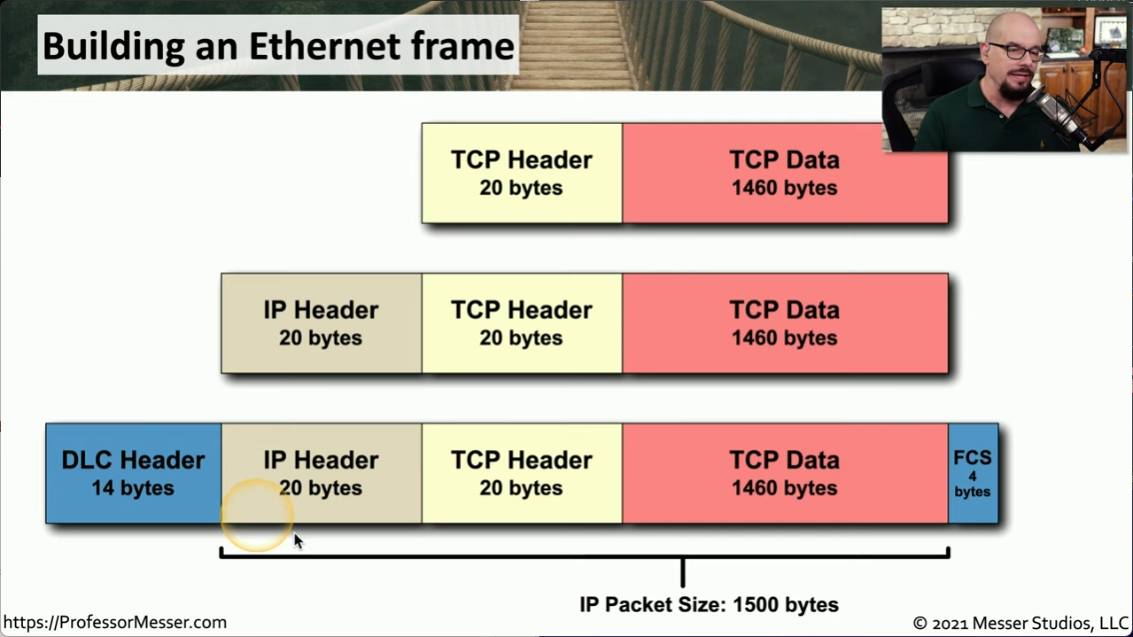 Building an Ethernet frame
TCP Header
20 bytes
TCP Data
1460 bytes
IP Header
20 bytes
TCP Header
20 bytes
TCP Data
1460 bytes
DLC Header
14 bytes
IP Header
20 bytes
TCP Header
20 bytes
TCP Data
1460 bytes
FCS
4
bytes
IP Packet Size: 1500 bytes
https://ProfessorMesser.com
© 2021 Messer Studios, LLC